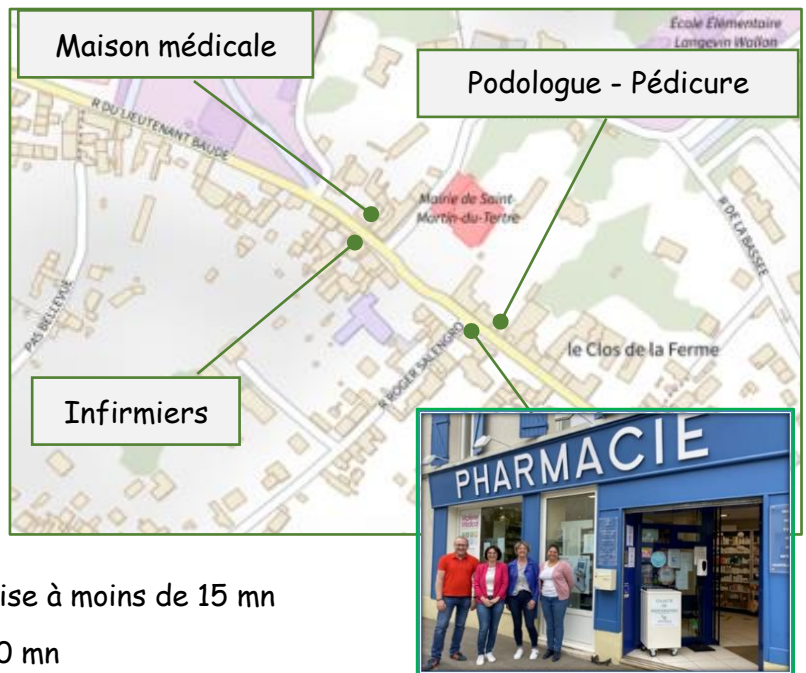 École Élémentaire
Langevin Wallon
Maison médicale
Podologue - Pédicure
R DU LIEUTENANT BAUDE
Mairie de Saint-
Martin-du-Tertre
R DE LA BASSEE
PAS BELLEVUE
R ROGER SALENGRO
le Clos de la Ferme
Infirmiers
PHARMACIE
ise à moins de 15 mn
0 mn